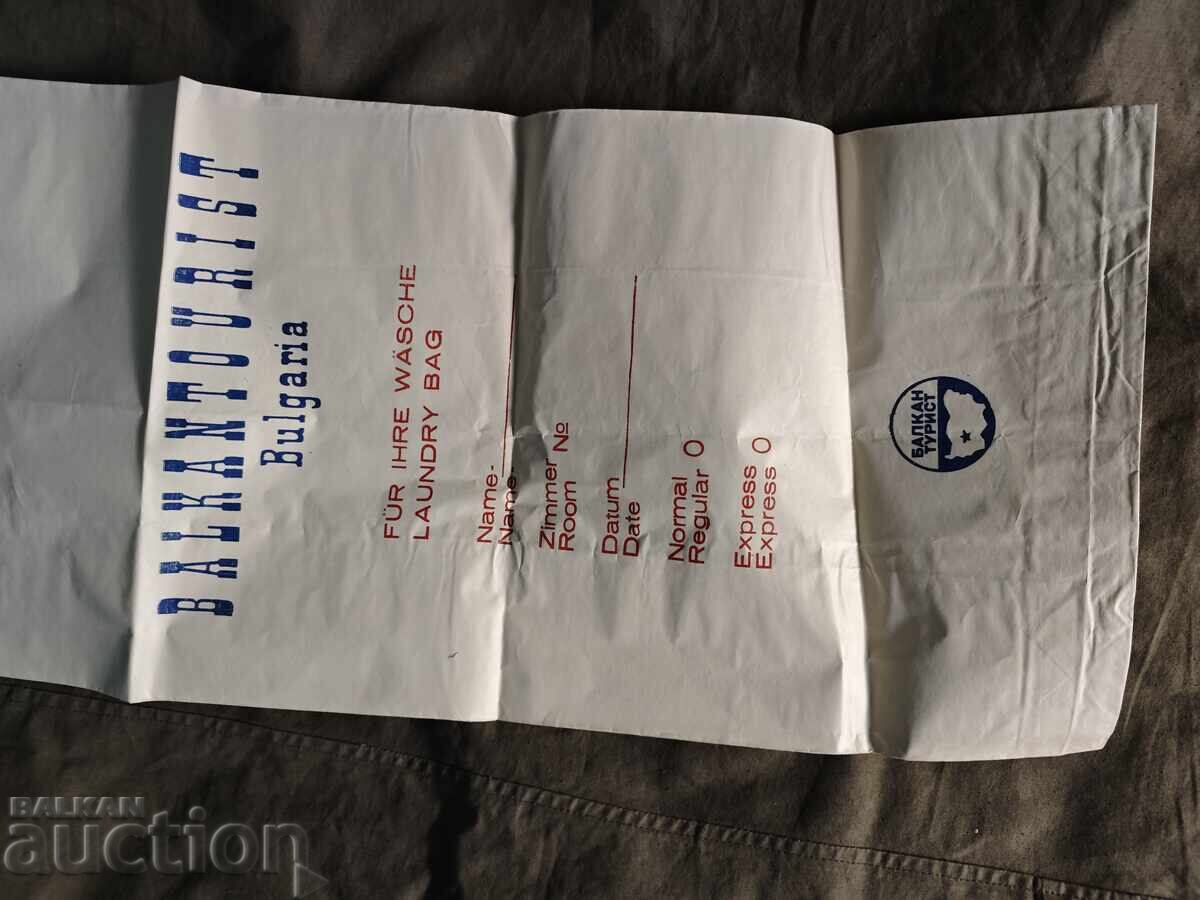 BALKANTOURIST
Bulgaria
FÜR IHRE WÄSCHE
LAUNDRY BAG
Name
Name
Zimmer
Room №
Datum
Date
Normal
Regular O
Express O
Express
БАЛКАН
ТУРИСТ
BALKAN
auction